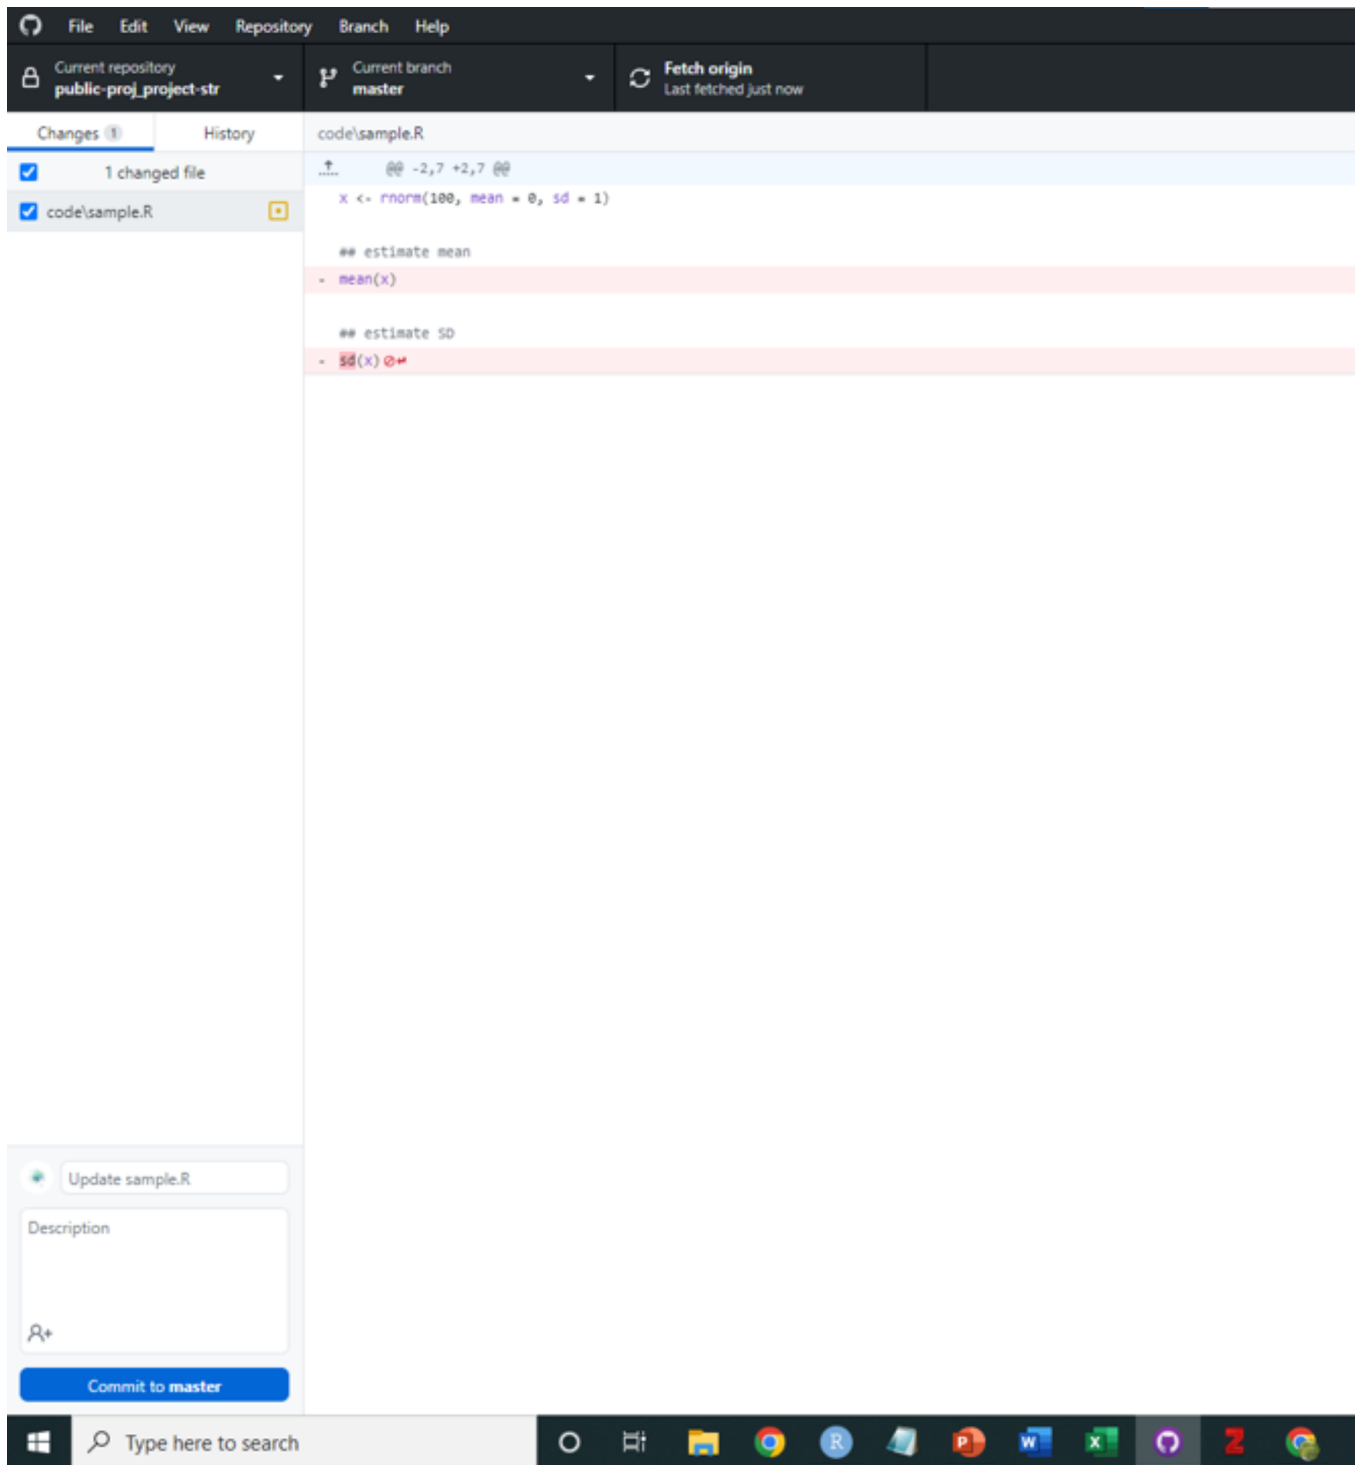 File Edit View Repository Branch Help
Current repository
public-proj_project-str
Current branch
master
Fetch origin
Last fetched just now
Changes 1 History
code\sample.R
1 changed file
code\sample.R
@@ -2,7 +2,7 @@
x <- rnorm(100, mean = 0, sd = 1)
## estimate mean
- mean(x)
## estimate SD
- sd(x)
Update sample.R
Description
Commit to master
Type here to search